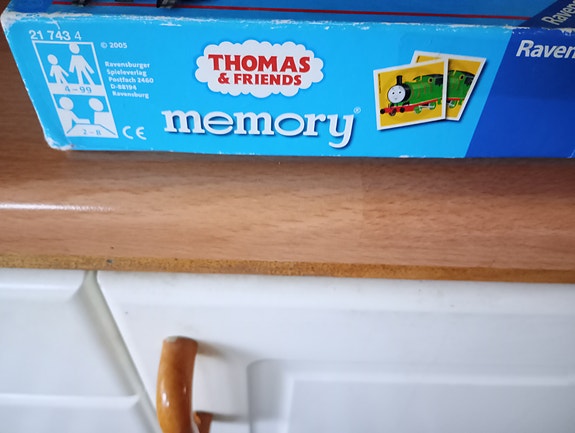 21 743 4
© 2005
Ravensburger
Spieleverlag
Postfach 2460
D-88194
Ravensburg
4-99
2-8
CE
THOMAS
& FRIENDS
memory®
Raven
Raven